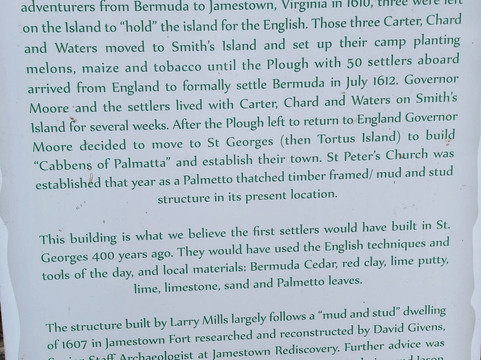 adventurers from Bermuda to Jamestown, Virginia in 1610, three were left
on the Island to “hold” the island for the English. Those three Carter, Chard
and Waters moved to Smith's Island and set up their camp planting
melons, maize and tobacco until the Plough with 50 settlers aboard
arrived from England to formally settle Bermuda in July 1612. Governor
Moore and the settlers lived with Carter, Chard and Waters on Smith's
Island for several weeks. After the Plough left to return to England Governor
Moore decided to move to St Georges (then Tortus Island) to build
“Cabbens of Palmatta” and establish their town. St Peter's Church was
established that year as a Palmetto thatched timber framed/ mud and stud
structure in its present location.
This building is what we believe the first settlers would have built in St.
Georges 400 years ago. They would have used the English techniques and
tools of the day, and local materials: Bermuda Cedar, red clay, lime putty,
lime, limestone, sand and Palmetto leaves.
The structure built by Larry Mills largely follows a “mud and stud” dwelling
of 1607 in Jamestown Fort researched and reconstructed by David Givens,
Staff Archaeologist at Jamestown Rediscovery. Further advice was